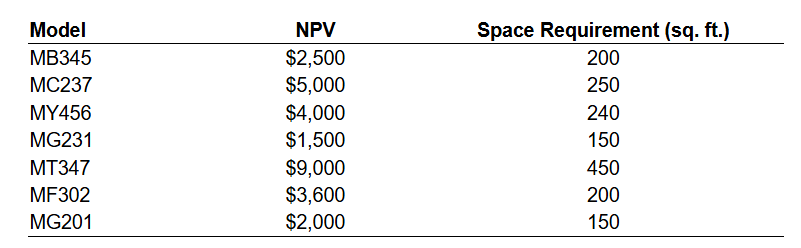 Model NPV Space Requirement (sq. ft.)
MB345 $2,500 200
MC237 $5,000 250
MY456 $4,000 240
MG231 $1,500 150
MT347 $9,000 450
MF302 $3,600 200
MG201 $2,000 150